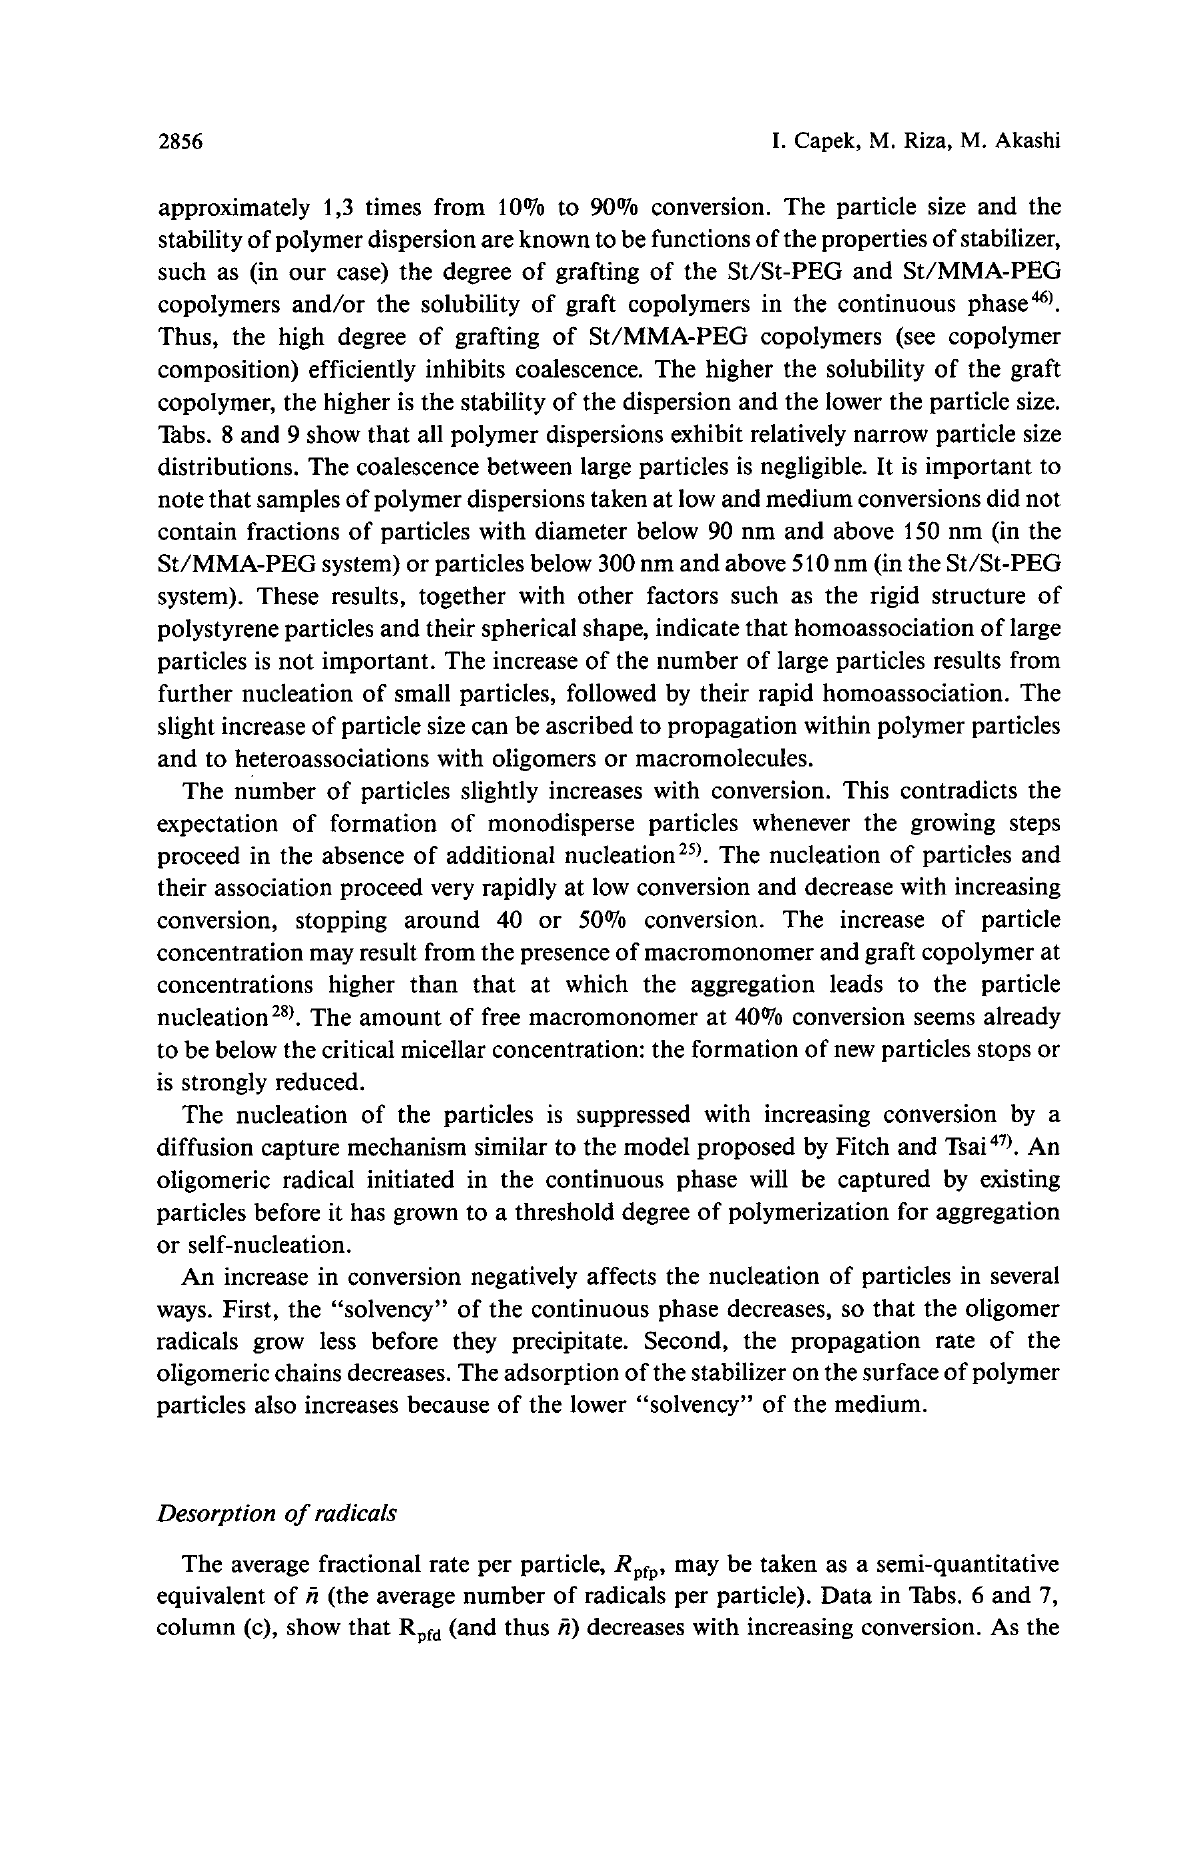 2856 I. Capek, M. Riza, M. Akashi
approximately 1,3 times from 10% to 90% conversion. The particle size and the
stability of polymer dispersion are known to be functions of the properties of stabilizer,
such as (in our case) the degree of grafting of the St/St-PEG and St/MMA-PEG
copolymers and/or the solubility of graft copolymers in the continuous phase⁴⁶⁾.
Thus, the high degree of grafting of St/MMA-PEG copolymers (see copolymer
composition) efficiently inhibits coalescence. The higher the solubility of the graft
copolymer, the higher is the stability of the dispersion and the lower the particle size.
Tabs. 8 and 9 show that all polymer dispersions exhibit relatively narrow particle size
distributions. The coalescence between large particles is negligible. It is important to
note that samples of polymer dispersions taken at low and medium conversions did not
contain fractions of particles with diameter below 90 nm and above 150 nm (in the
St/MMA-PEG system) or particles below 300 nm and above 510 nm (in the St/St-PEG
system). These results, together with other factors such as the rigid structure of
polystyrene particles and their spherical shape, indicate that homoassociation of large
particles is not important. The increase of the number of large particles results from
further nucleation of small particles, followed by their rapid homoassociation. The
slight increase of particle size can be ascribed to propagation within polymer particles
and to heteroassociations with oligomers or macromolecules.
The number of particles slightly increases with conversion. This contradicts the
expectation of formation of monodisperse particles whenever the growing steps
proceed in the absence of additional nucleation²⁵⁾. The nucleation of particles and
their association proceed very rapidly at low conversion and decrease with increasing
conversion, stopping around 40 or 50% conversion. The increase of particle
concentration may result from the presence of macromonomer and graft copolymer at
concentrations higher than that at which the aggregation leads to the particle
nucleation²⁸⁾. The amount of free macromonomer at 40% conversion seems already
to be below the critical micellar concentration: the formation of new particles stops or
is strongly reduced.
The nucleation of the particles is suppressed with increasing conversion by a
diffusion capture mechanism similar to the model proposed by Fitch and Tsai⁴⁷⁾. An
oligomeric radical initiated in the continuous phase will be captured by existing
particles before it has grown to a threshold degree of polymerization for aggregation
or self-nucleation.
An increase in conversion negatively affects the nucleation of particles in several
ways. First, the “solvency” of the continuous phase decreases, so that the oligomer
radicals grow less before they precipitate. Second, the propagation rate of the
oligomeric chains decreases. The adsorption of the stabilizer on the surface of polymer
particles also increases because of the lower “solvency” of the medium.
Desorption of radicals
The average fractional rate per particle, R_pfp, may be taken as a semi-quantitative
equivalent of n̄ (the average number of radicals per particle). Data in Tabs. 6 and 7,
column (c), show that R_pfd (and thus n̄) decreases with increasing conversion. As the